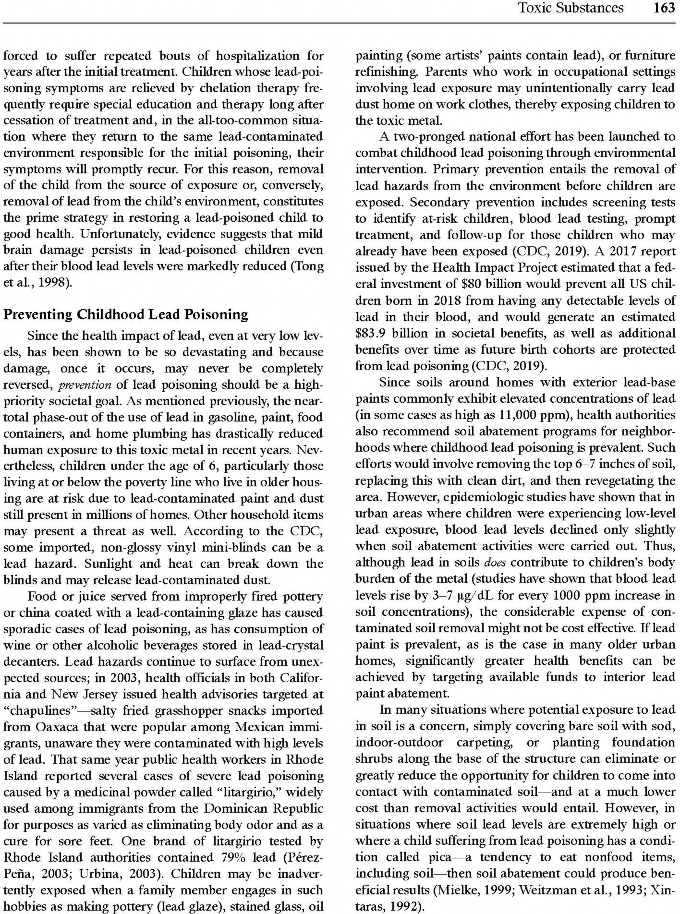 Toxic Substances 163
forced to suffer repeated bouts of hospitalization for
years after the initial treatment. Children whose lead-poi-
soning symptoms are relieved by chelation therapy fre-
quently require special education and therapy long after
cessation of treatment and, in the all-too-common situa-
tion where they return to the same lead-contaminated
environment responsible for the initial poisoning, their
symptoms will promptly recur. For this reason, removal
of the child from the source of exposure or, conversely,
removal of lead from the child's environment, constitutes
the prime strategy in restoring a lead-poisoned child to
good health. Unfortunately, evidence suggests that mild
brain damage persists in lead-poisoned children even
after their blood lead levels were markedly reduced (Tong
et al., 1998).
Preventing Childhood Lead Poisoning
Since the health impact of lead, even at very low lev-
els, has been shown to be so devastating and because
damage, once it occurs, may never be completely
reversed, prevention of lead poisoning should be a high-
priority societal goal. As mentioned previously, the near-
total phase-out of the use of lead in gasoline, paint, food
containers, and home plumbing has drastically reduced
human exposure to this toxic metal in recent years. Nev-
ertheless, children under the age of 6, particularly those
living at or below the poverty line who live in older hous-
ing are at risk due to lead-contaminated paint and dust
still present in millions of homes. Other household items
may present a threat as well. According to the CDC,
some imported, non-glossy vinyl mini-blinds can be a
lead hazard. Sunlight and heat can break down the
blinds and may release lead-contaminated dust.
Food or juice served from improperly fired pottery
or china coated with a lead-containing glaze has caused
sporadic cases of lead poisoning, as has consumption of
wine or other alcoholic beverages stored in lead-crystal
decanters. Lead hazards continue to surface from unex-
pected sources; in 2003, health officials in both Califor-
nia and New Jersey issued health advisories targeted at
“chapulines”—salty fried grasshopper snacks imported
from Oaxaca that were popular among Mexican immi-
grants, unaware they were contaminated with high levels
of lead. That same year public health workers in Rhode
Island reported several cases of severe lead poisoning
caused by a medicinal powder called “litargirio,” widely
used among immigrants from the Dominican Republic
for purposes as varied as eliminating body odor and as a
cure for sore feet. One brand of litargirio tested by
Rhode Island authorities contained 79% lead (Pérez-
Peña, 2003; Urbina, 2003). Children may be inadver-
tently exposed when a family member engages in such
hobbies as making pottery (lead glaze), stained glass, oil
painting (some artists' paints contain lead), or furniture
refinishing. Parents who work in occupational settings
involving lead exposure may unintentionally carry lead
dust home on work clothes, thereby exposing children to
the toxic metal.
A two-pronged national effort has been launched to
combat childhood lead poisoning through environmental
intervention. Primary prevention entails the removal of
lead hazards from the environment before children are
exposed. Secondary prevention includes screening tests
to identify at-risk children, blood lead testing, prompt
treatment, and follow-up for those children who may
already have been exposed (CDC, 2019). A 2017 report
issued by the Health Impact Project estimated that a fed-
eral investment of $80 billion would prevent all US chil-
dren born in 2018 from having any detectable levels of
lead in their blood, and would generate an estimated
$83.9 billion in societal benefits, as well as additional
benefits over time as future birth cohorts are protected
from lead poisoning (CDC, 2019).
Since soils around homes with exterior lead-base
paints commonly exhibit elevated concentrations of lead
(in some cases as high as 11,000 ppm), health authorities
also recommend soil abatement programs for neighbor-
hoods where childhood lead poisoning is prevalent. Such
efforts would involve removing the top 6–7 inches of soil,
replacing this with clean dirt, and then revegetating the
area. However, epidemiologic studies have shown that in
urban areas where children were experiencing low-level
lead exposure, blood lead levels declined only slightly
when soil abatement activities were carried out. Thus,
although lead in soils does contribute to children's body
burden of the metal (studies have shown that blood lead
levels rise by 3–7 µg/dL for every 1000 ppm increase in
soil concentrations), the considerable expense of con-
taminated soil removal might not be cost effective. If lead
paint is prevalent, as is the case in many older urban
homes, significantly greater health benefits can be
achieved by targeting available funds to interior lead
paint abatement.
In many situations where potential exposure to lead
in soil is a concern, simply covering bare soil with sod,
indoor-outdoor carpeting, or planting foundation
shrubs along the base of the structure can eliminate or
greatly reduce the opportunity for children to come into
contact with contaminated soil—and at a much lower
cost than removal activities would entail. However, in
situations where soil lead levels are extremely high or
where a child suffering from lead poisoning has a condi-
tion called pica—a tendency to eat nonfood items,
including soil—then soil abatement could produce ben-
eficial results (Mielke, 1999; Weitzman et al., 1993; Xin-
taras, 1992).